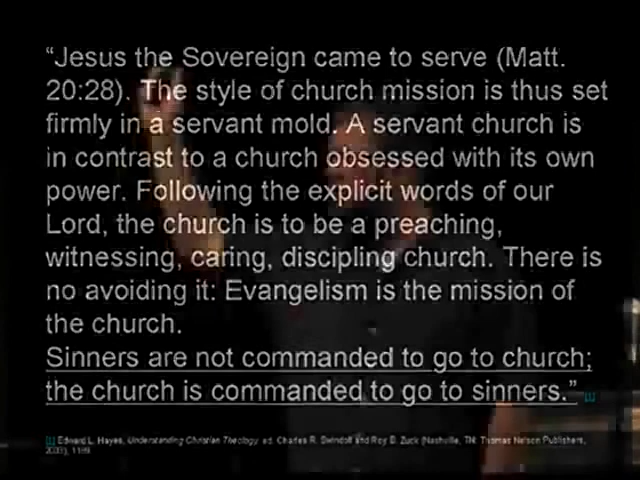 “Jesus the Sovereign came to serve (Matt.
20:28). The style of church mission is thus set
firmly in a servant mold. A servant church is
in contrast to a church obsessed with its own
power. Following the explicit words of our
Lord, the church is to be a preaching,
witnessing, caring, discipling church. There is
no avoiding it: Evangelism is the mission of
the church.
Sinners are not commanded to go to church;
the church is commanded to go to sinners.” [1]
[1] Edward L. Hayes, Understanding Christian Theology ed. Charles R. Swindoll and Roy B. Zuck (Nashville, TN: Thomas Nelson Publishers,
2003), 1199